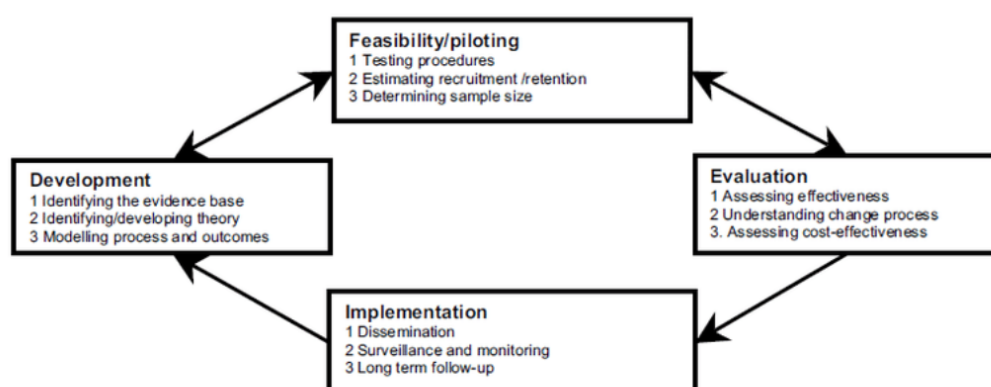 Feasibility/piloting
1 Testing procedures
2 Estimating recruitment /retention
3 Determining sample size
Development
1 Identifying the evidence base
2 Identifying/developing theory
3 Modelling process and outcomes
Evaluation
1 Assessing effectiveness
2 Understanding change process
3. Assessing cost-effectiveness
Implementation
1 Dissemination
2 Surveillance and monitoring
3 Long term follow-up